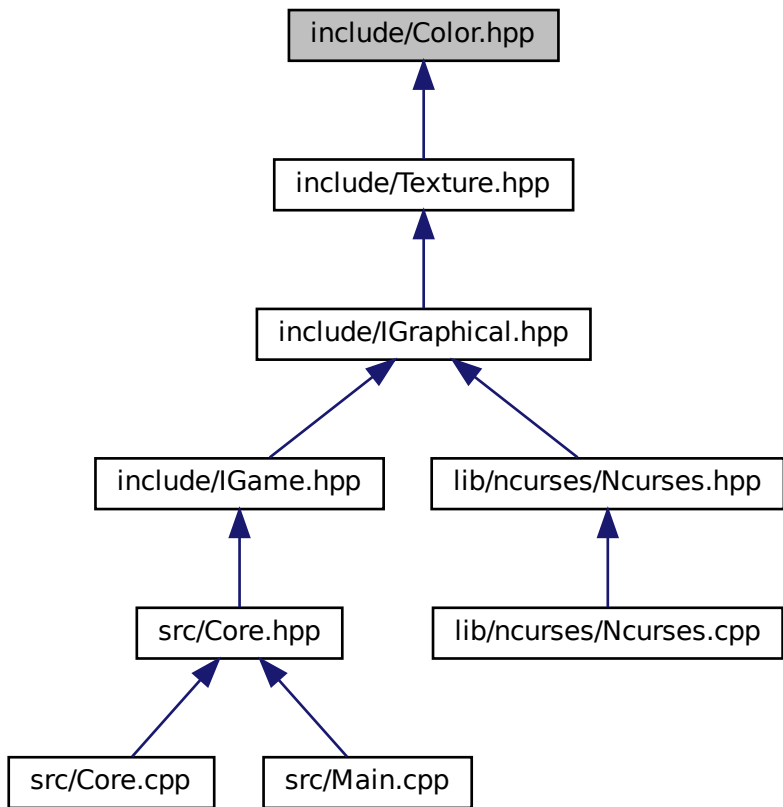 include/Color.hpp
include/Texture.hpp
include/IGraphical.hpp
include/IGame.hpp
lib/ncurses/Ncurses.hpp
src/Core.hpp
lib/ncurses/Ncurses.cpp
src/Core.cpp
src/Main.cpp